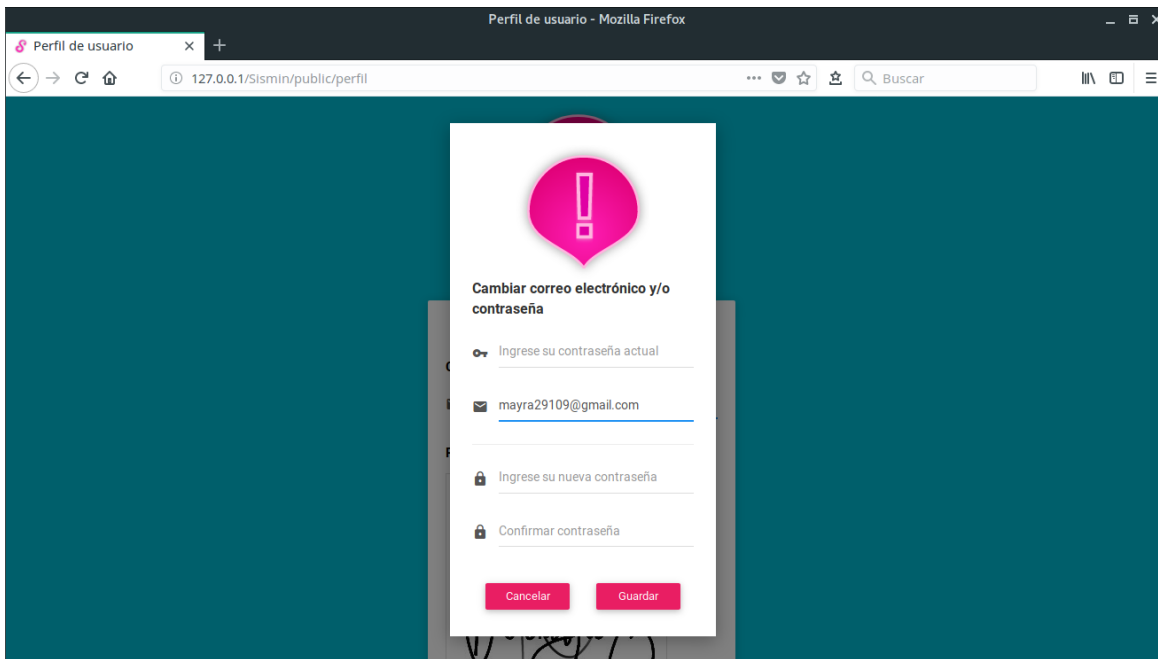 Perfil de usuario - Mozilla Firefox
Perfil de usuario
127.0.0.1/Sismin/public/perfil
Buscar
Cambiar correo electrónico y/o
contraseña
Ingrese su contraseña actual
mayra29109@gmail.com
Ingrese su nueva contraseña
Confirmar contraseña
Cancelar Guardar